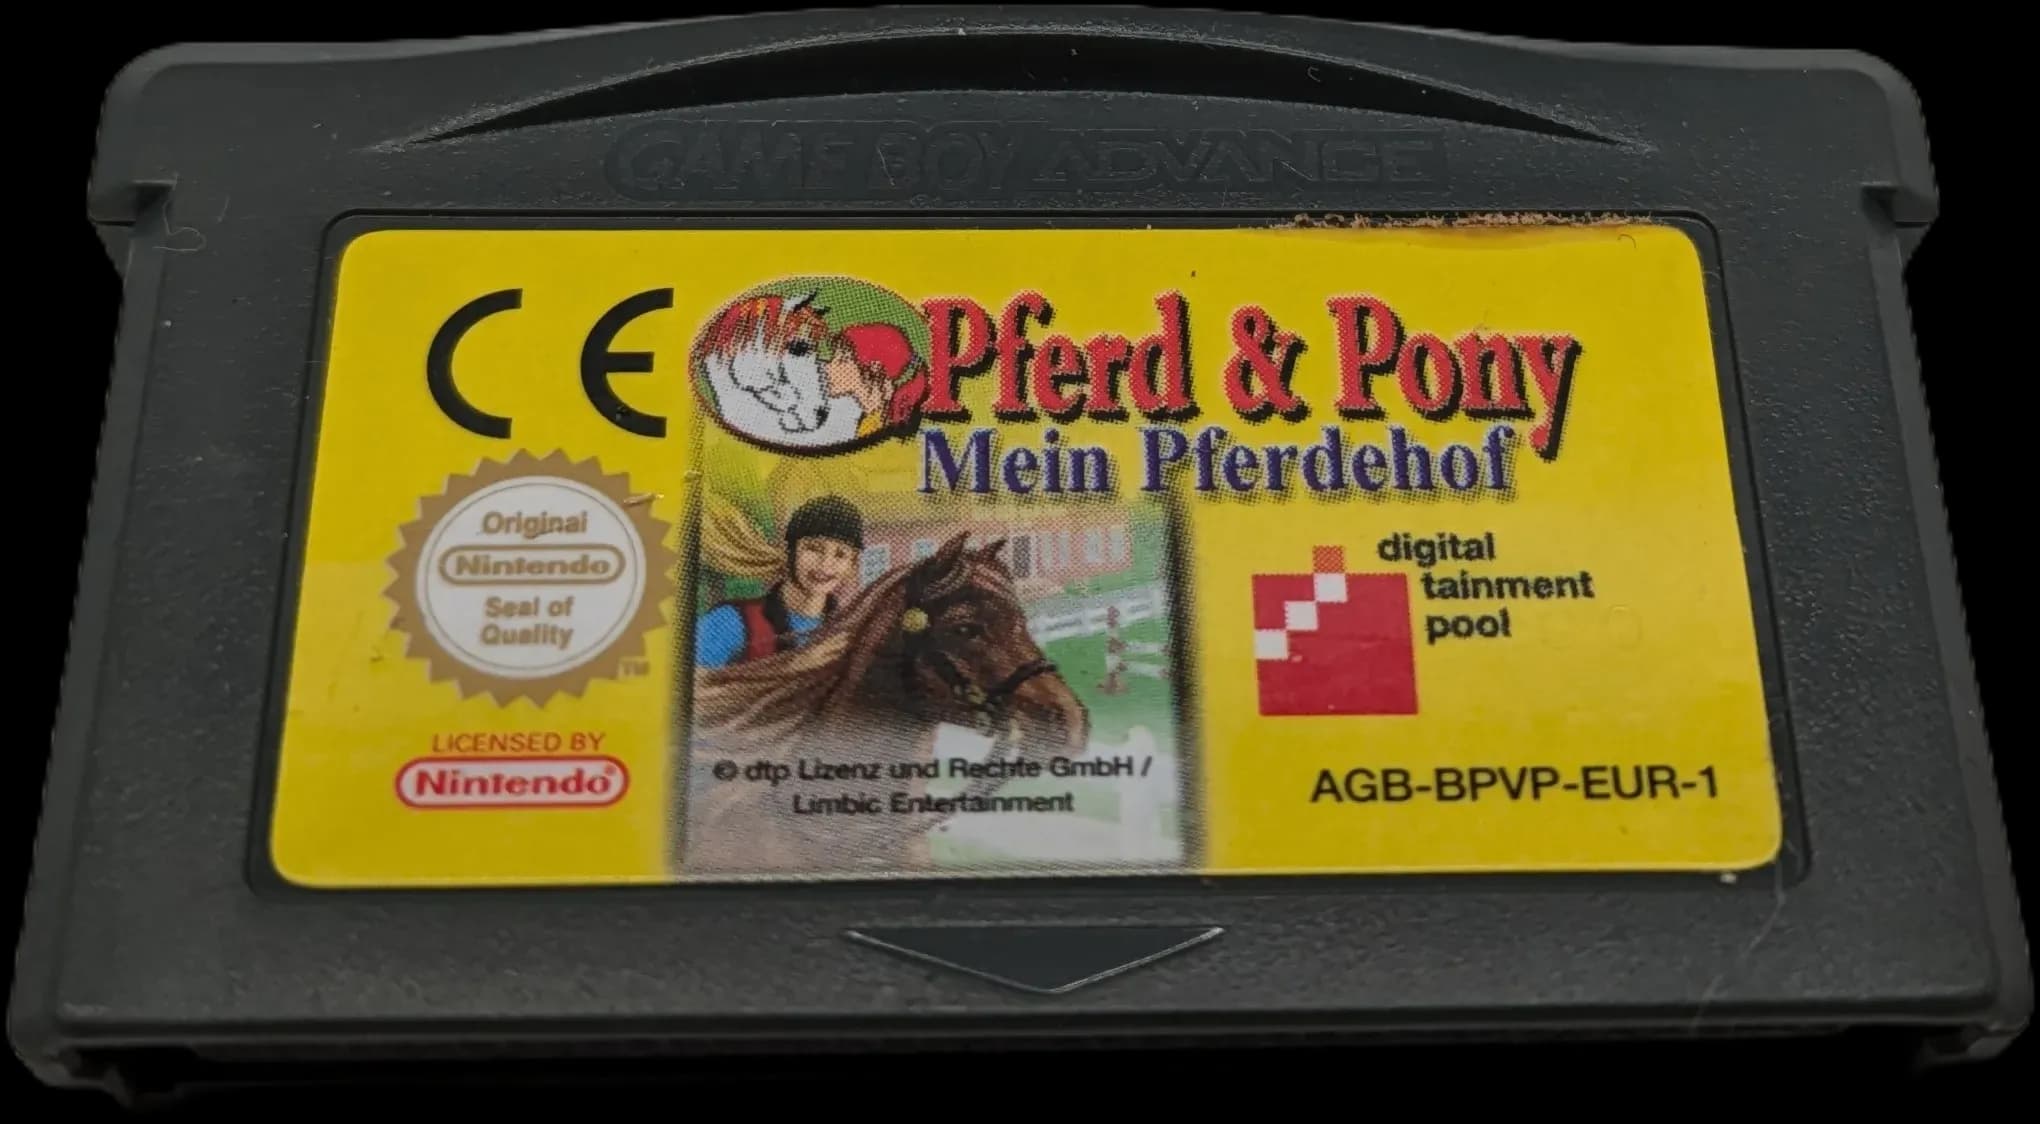 GAME BOY ADVANCE
CE
Pferd & Pony
Mein Pferdehof
Original
Nintendo
Seal of
Quality
TM
digital
tainment
pool
LICENSED BY
Nintendo®
© dtp Lizenz und Rechte GmbH /
Limbic Entertainment
AGB-BPVP-EUR-1